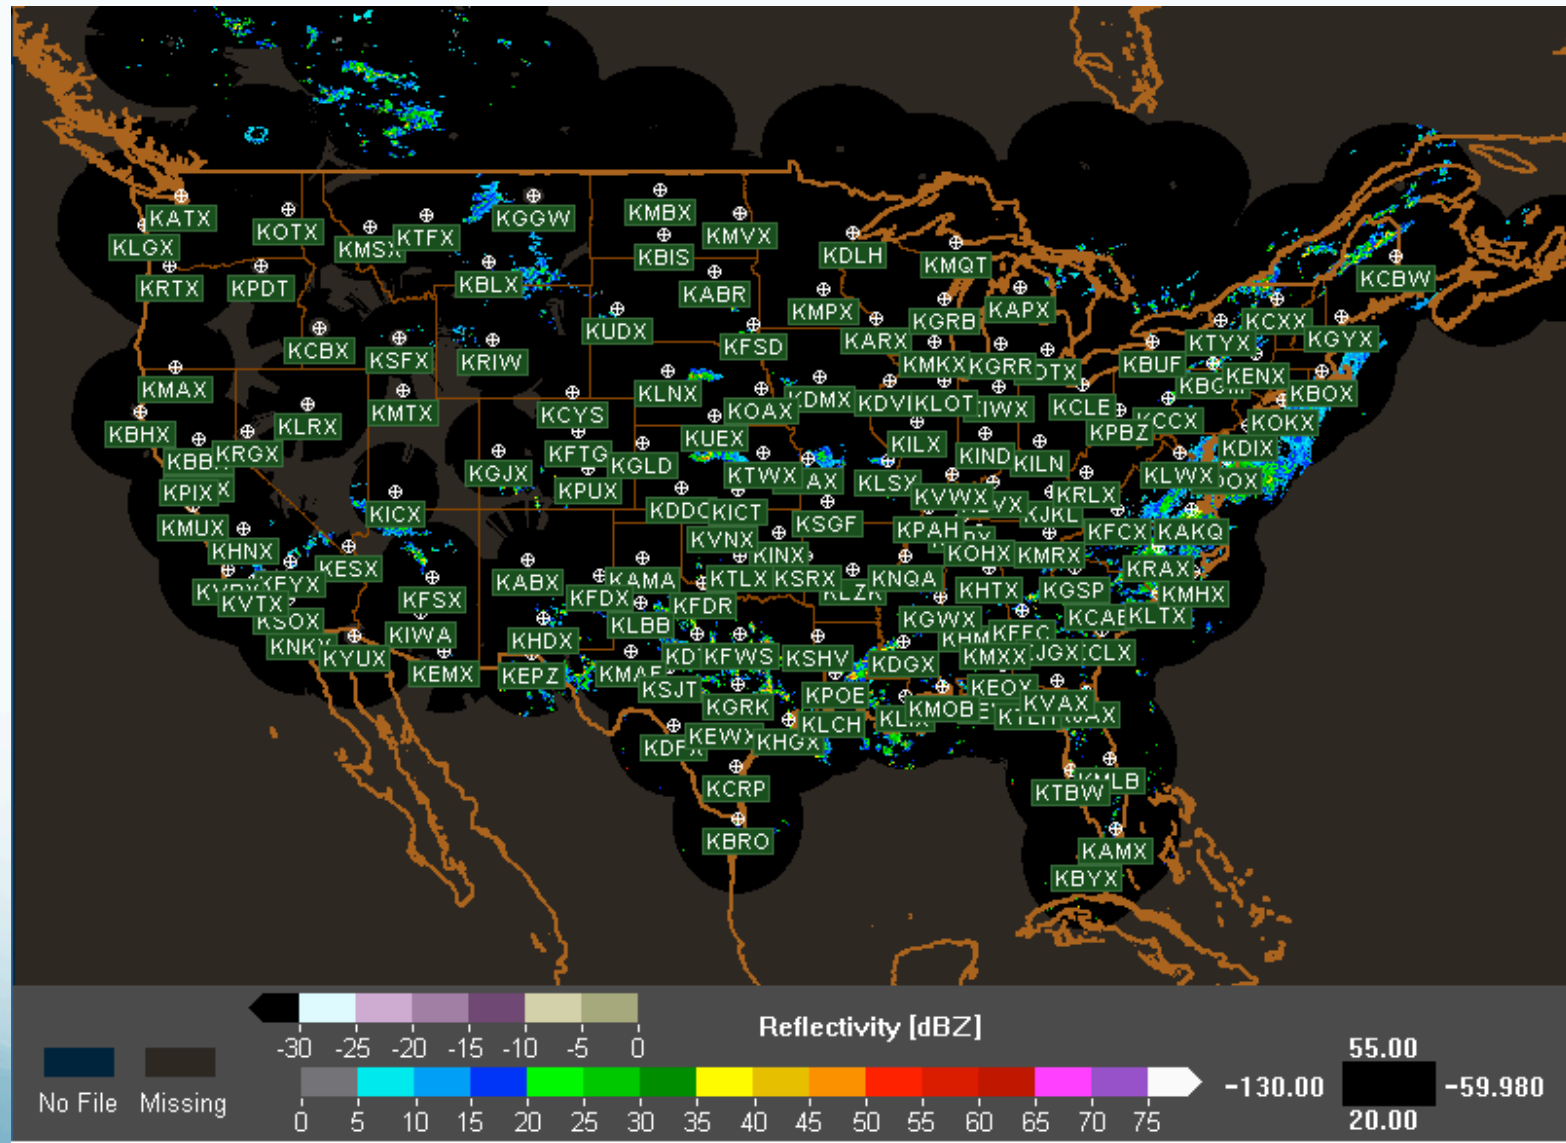 KATX
KLGX
KOTX
KMSX
KTFX
KGGW
KMBX
KMVX
KBIS
KDLH
KMQT
KCBW
KRTX
KPDT
KBLX
KABR
KMPX
KAPX
KGRB
KCXX
KCBX
KSFX
KRIW
KUDX
KFSD
KARX
KMKX
KGRR
KBUF
KTYX
KGYX
KMAX
KMTX
KLNX
KDMX
KDVI
KLOT
KCLE
KENX
KBOX
KBHX
KLRX
KCYS
KOAX
KUEX
KILX
KPBZ
KCCX
KOKX
KRGX
KGJX
KFTG
KGLD
KTWX
KIND
KILN
KDIX
KLWX
KPIX
KICX
KPUX
KLSX
KVWX
KRLX
KMUX
KICT
KSGF
KPAH
KJKL
KFCX
KAKQ
KHNX
KESX
KVNX
KINX
KOHX
KMRX
KRAX
KABX
KAMA
KTLX
KSRX
KNQA
KHTX
KGSP
KMHX
KVTX
KFSX
KFDX
KFDR
KSOX
KIWA
KLBB
KGWX
KLTX
KYUX
KHDX
KFWS
KSHV
KDGX
KMXX
KEMX
KEPZ
KSJT
KPOE
KEOX
KVAX
KGRK
KLCH
KMOB
KEWX
KHGX
KCRP
KTBW
KBRO
KAMX
KBYX
Reflectivity [dBZ]
-30 -25 -20 -15 -10 -5 0
No File Missing
0 5 10 15 20 25 30 35 40 45 50 55 60 65 70 75
55.00
-130.00 -59.980
20.00